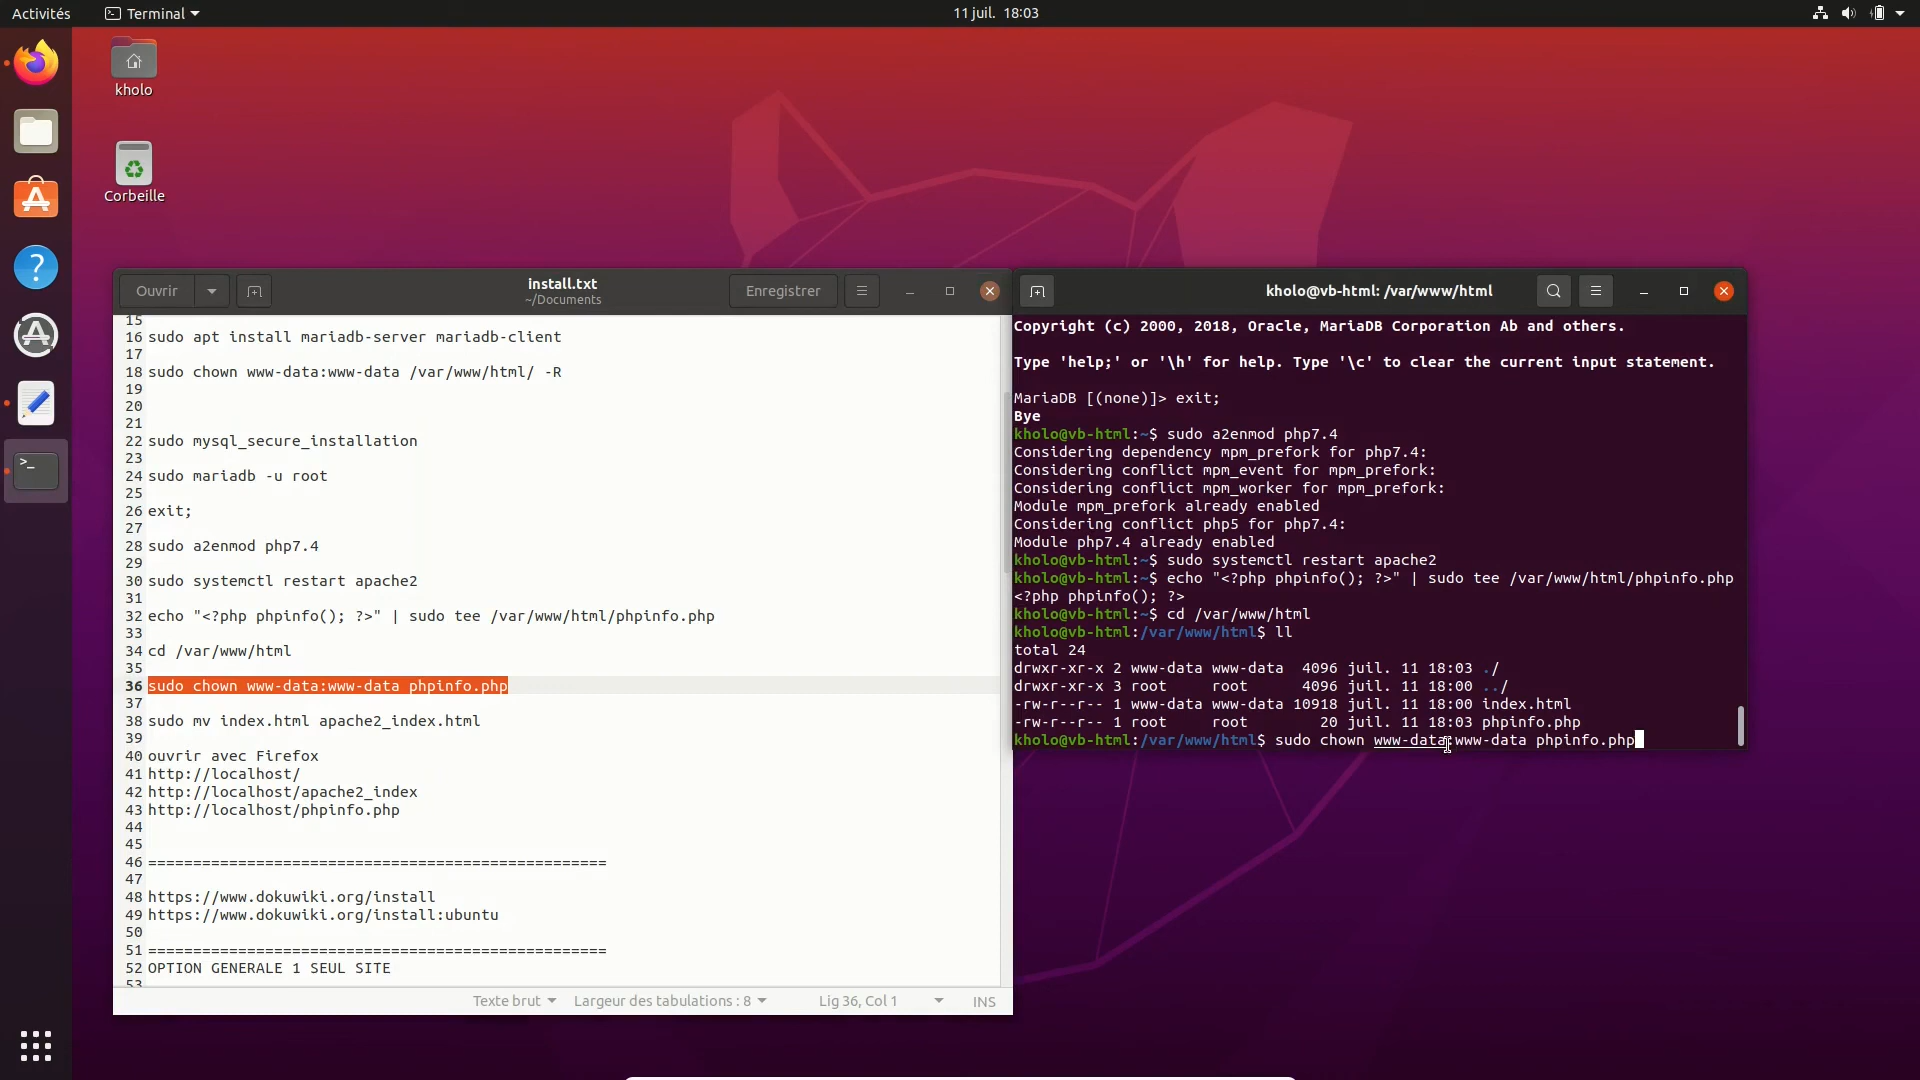 Activités
Terminal
11 juil. 18:03
kholo
Corbeille
Ouvrir
install.txt
~/Documents
Enregistrer
15
16 sudo apt install mariadb-server mariadb-client
17
18 sudo chown www-data:www-data /var/www/html/ -R
19
20
21
22 sudo mysql_secure_installation
23
24 sudo mariadb -u root
25
26 exit;
27
28 sudo a2enmod php7.4
29
30 sudo systemctl restart apache2
31
32 echo "<?php phpinfo(); ?>" | sudo tee /var/www/html/phpinfo.php
33
34 cd /var/www/html
35
36 sudo chown www-data:www-data phpinfo.php
37
38 sudo mv index.html apache2_index.html
39
40 ouvrir avec Firefox
41 http://localhost/
42 http://localhost/apache2_index
43 http://localhost/phpinfo.php
44
45
46 ===================================================
47
48 https://www.dokuwiki.org/install
49 https://www.dokuwiki.org/install:ubuntu
50
51 ===================================================
52 OPTION GENERALE 1 SEUL SITE
53
Texte brut
Largeur des tabulations : 8
Lig 36, Col 1
INS
kholo@vb-html: /var/www/html
Copyright (c) 2000, 2018, Oracle, MariaDB Corporation Ab and others.
Type 'help;' or '\h' for help. Type '\c' to clear the current input statement.
MariaDB [(none)]> exit;
Bye
kholo@vb-html:~$ sudo a2enmod php7.4
Considering dependency mpm_prefork for php7.4:
Considering conflict mpm_event for mpm_prefork:
Considering conflict mpm_worker for mpm_prefork:
Module mpm_prefork already enabled
Considering conflict php5 for php7.4:
Module php7.4 already enabled
kholo@vb-html:~$ sudo systemctl restart apache2
kholo@vb-html:~$ echo "<?php phpinfo(); ?>" | sudo tee /var/www/html/phpinfo.php
<?php phpinfo(); ?>
kholo@vb-html:~$ cd /var/www/html
kholo@vb-html:/var/www/html$ ll
total 24
drwxr-xr-x 2 www-data www-data  4096 juil. 11 18:03 ./
drwxr-xr-x 3 root     root      4096 juil. 11 18:00 ../
-rw-r--r-- 1 www-data www-data 10918 juil. 11 18:00 index.html
-rw-r--r-- 1 root     root        20 juil. 11 18:03 phpinfo.php
kholo@vb-html:/var/www/html$ sudo chown www-data:www-data phpinfo.php